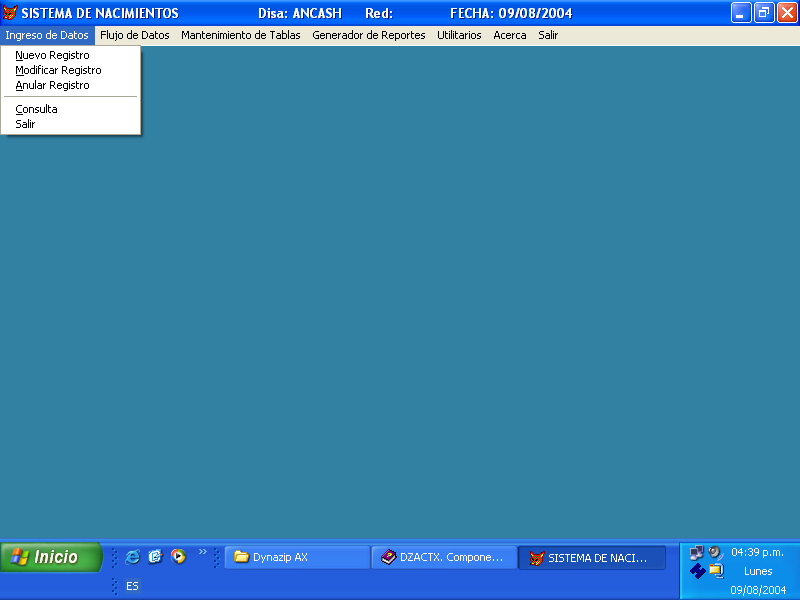 SISTEMA DE NACIMIENTOS Disa: ANCASH Red: FECHA: 09/08/2004
Ingreso de Datos Flujo de Datos Mantenimiento de Tablas Generador de Reportes Utilitarios Acerca Salir
Nuevo Registro
Modificar Registro
Anular Registro
Consulta
Salir
Inicio Dynazip AX DZACTX. Compone... SISTEMA DE NACI... 04:39 p.m.
Lunes
ES 09/08/2004